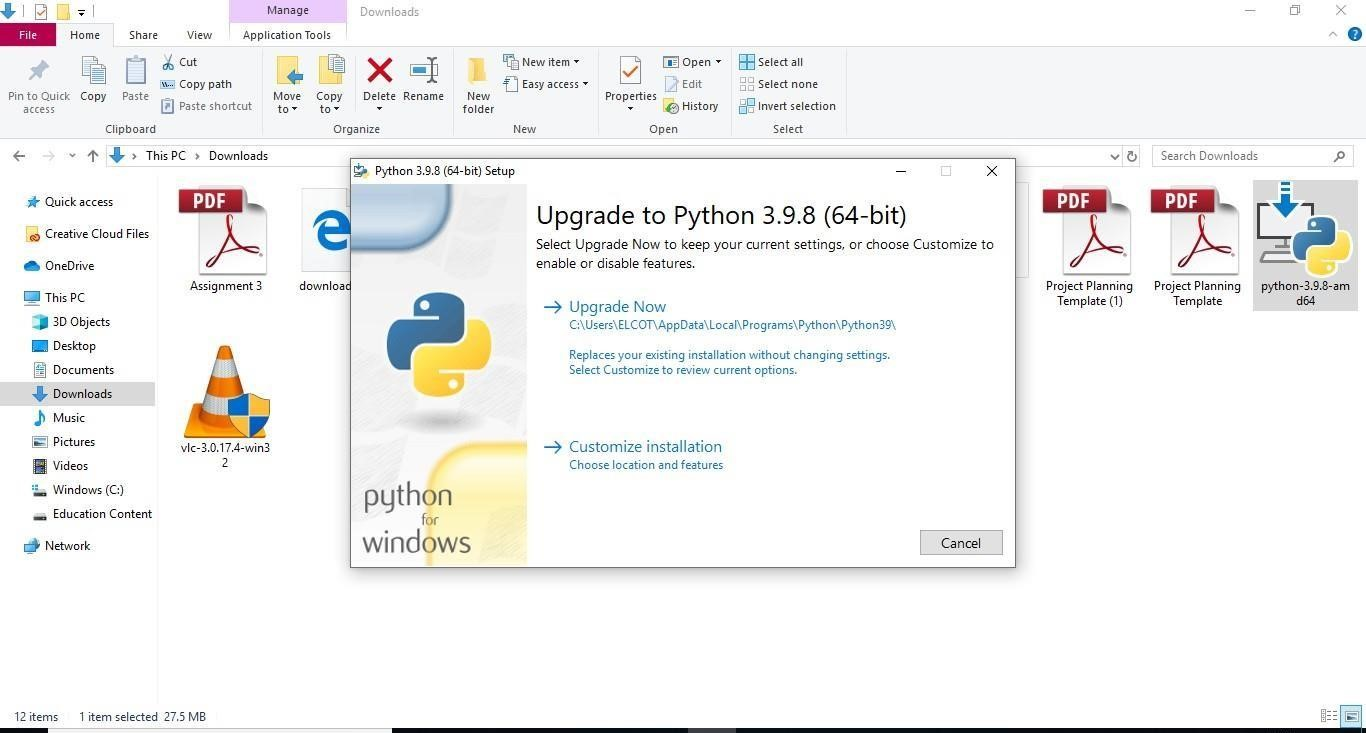 Manage
Downloads
File
Home
Share
View
Application Tools
Pin to Quick
access
Copy
Paste
Cut
Copy path
Paste shortcut
Clipboard
Move
to
Copy
to
Delete
Rename
Organize
New
folder
New item
Easy access
New
Properties
Open
Edit
History
Open
Select all
Select none
Invert selection
Select
This PC > Downloads
Search Downloads
Quick access
Creative Cloud Files
OneDrive
This PC
3D Objects
Desktop
Documents
Downloads
Music
Pictures
Videos
Windows (C:)
Education Content
Network
PDF
Assignment 3
download
vlc-3.0.17.4-win3
2
Python 3.9.8 (64-bit) Setup
Upgrade to Python 3.9.8 (64-bit)
Select Upgrade Now to keep your current settings, or choose Customize to
enable or disable features.
Upgrade Now
C:\Users\ELCOT\AppData\Local\Programs\Python\Python39\
Replaces your existing installation without changing settings.
Select Customize to review current options.
Customize installation
Choose location and features
python
for
windows
Cancel
PDF
Project Planning
Template (1)
PDF
Project Planning
Template
python-3.9.8-am
d64
12 items
1 item selected 27.5 MB